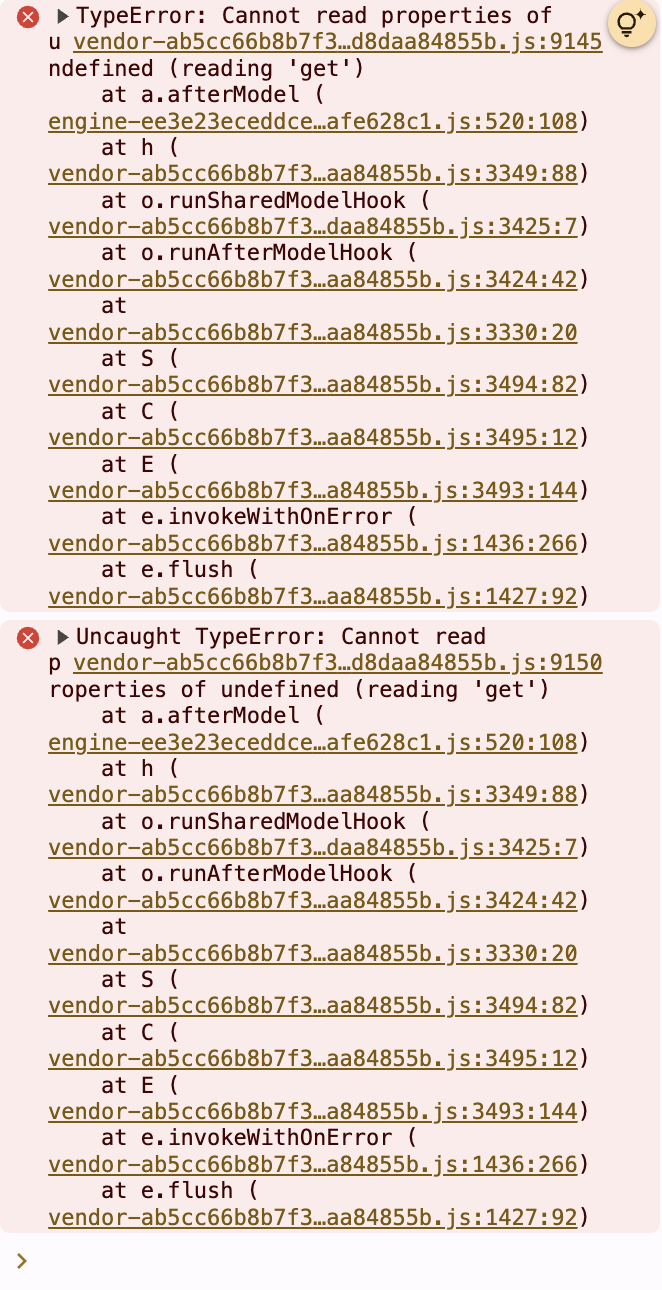 TypeError: Cannot read properties of
u vendor-ab5cc66b8b7f3…d8daa84855b.js:9145
ndefined (reading 'get')
at a.afterModel (
engine-ee3e23eceddce…afe628c1.js:520:108)
at h (
vendor-ab5cc66b8b7f3…aa84855b.js:3349:88)
at o.runSharedModelHook (
vendor-ab5cc66b8b7f3…daa84855b.js:3425:7)
at o.runAfterModelHook (
vendor-ab5cc66b8b7f3…aa84855b.js:3424:42)
at
vendor-ab5cc66b8b7f3…aa84855b.js:3330:20
at S (
vendor-ab5cc66b8b7f3…aa84855b.js:3494:82)
at C (
vendor-ab5cc66b8b7f3…aa84855b.js:3495:12)
at E (
vendor-ab5cc66b8b7f3…a84855b.js:3493:144)
at e.invokeWithOnError (
vendor-ab5cc66b8b7f3…a84855b.js:1436:266)
at e.flush (
vendor-ab5cc66b8b7f3…aa84855b.js:1427:92)
Uncaught TypeError: Cannot read
p vendor-ab5cc66b8b7f3…d8daa84855b.js:9150
roperties of undefined (reading 'get')
at a.afterModel (
engine-ee3e23eceddce…afe628c1.js:520:108)
at h (
vendor-ab5cc66b8b7f3…aa84855b.js:3349:88)
at o.runSharedModelHook (
vendor-ab5cc66b8b7f3…daa84855b.js:3425:7)
at o.runAfterModelHook (
vendor-ab5cc66b8b7f3…aa84855b.js:3424:42)
at
vendor-ab5cc66b8b7f3…aa84855b.js:3330:20
at S (
vendor-ab5cc66b8b7f3…aa84855b.js:3494:82)
at C (
vendor-ab5cc66b8b7f3…aa84855b.js:3495:12)
at E (
vendor-ab5cc66b8b7f3…a84855b.js:3493:144)
at e.invokeWithOnError (
vendor-ab5cc66b8b7f3…a84855b.js:1436:266)
at e.flush (
vendor-ab5cc66b8b7f3…aa84855b.js:1427:92)